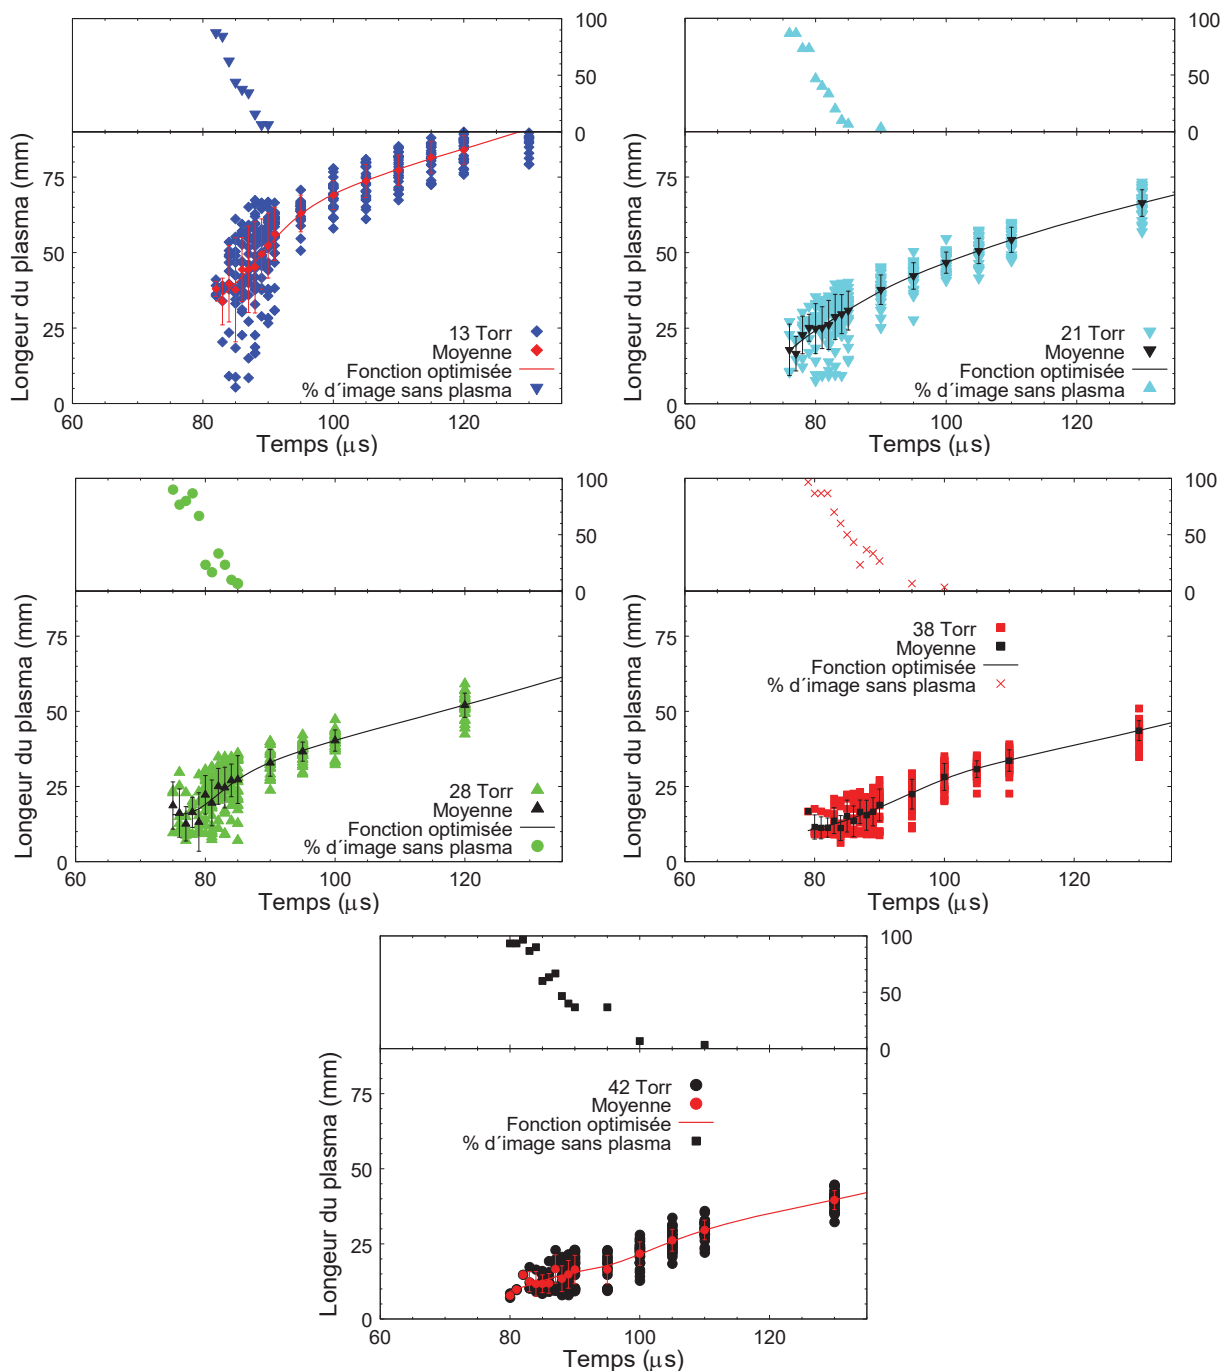 100
50
0
Longeur du plasma (mm)
75
50
25
0
13 Torr
Moyenne
Fonction optimisée
% d´image sans plasma
60
80
100
120
Temps (μs)
100
50
0
Longeur du plasma (mm)
75
50
25
0
21 Torr
Moyenne
Fonction optimisée
% d´image sans plasma
60
80
100
120
Temps (μs)
100
50
0
Longeur du plasma (mm)
75
50
25
0
28 Torr
Moyenne
Fonction optimisée
% d´image sans plasma
60
80
100
120
Temps (μs)
100
50
0
Longeur du plasma (mm)
75
50
25
0
38 Torr
Moyenne
Fonction optimisée
% d´image sans plasma
60
80
100
120
Temps (μs)
100
50
0
Longeur du plasma (mm)
75
50
25
0
42 Torr
Moyenne
Fonction optimisée
% d´image sans plasma
60
80
100
120
Temps (μs)